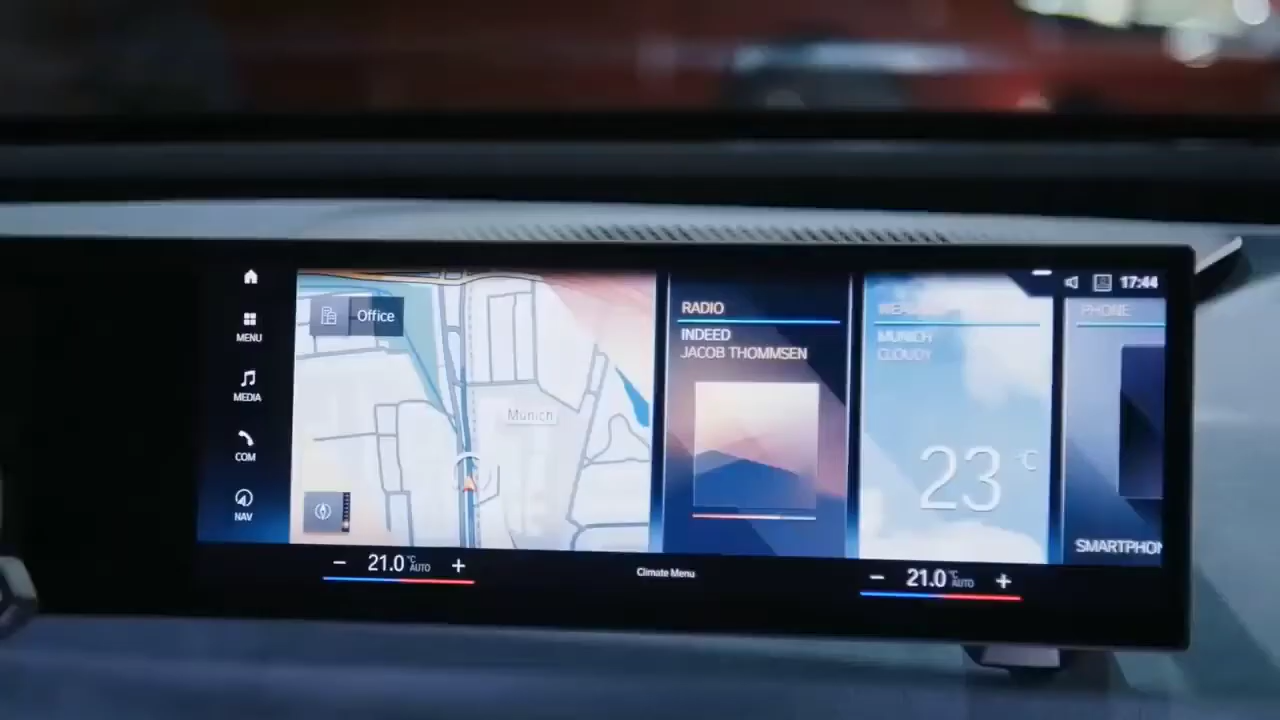 MENU
MEDIA
COM
NAV
Office
Munich
RADIO
INDEED
JACOB THOMMSEN
WEATHER
MUNICH
CLOUDY
23 °C
17:44
PHONE
SMARTPHON
- 21.0 °C AUTO +
Climate Menu
- 21.0 °C AUTO +